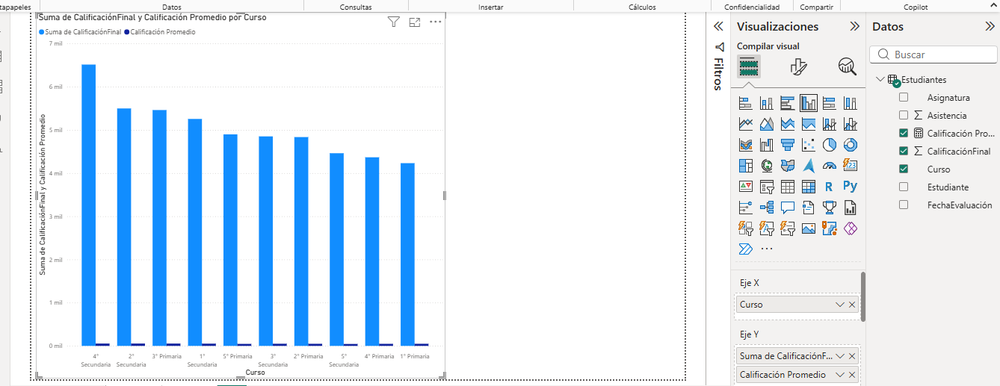 tapapeles
Datos
Consultas
Insertar
Cálculos
Confidencialidad
Compartir
Copilot
Suma de CalificaciónFinal y Calificación Promedio por Curso
Suma de CalificaciónFinal Calificación Promedio
7 mil
6 mil
5 mil
4 mil
3 mil
2 mil
1 mil
0 mil
Suma de CalificaciónFinal y Calificación Promedio
4° Secundaria
2° Secundaria
3° Primaria
1° Secundaria
5° Primaria
3° Secundaria
2° Primaria
5° Secundaria
4° Primaria
1° Primaria
Curso
Filtros
Visualizaciones
Compilar visual
123
R
Py
Eje X
Curso
Eje Y
Suma de CalificaciónF...
Calificación Promedio
Datos
Buscar
Estudiantes
Asignatura
Asistencia
Calificación Pro...
CalificaciónFinal
Curso
Estudiante
FechaEvaluación